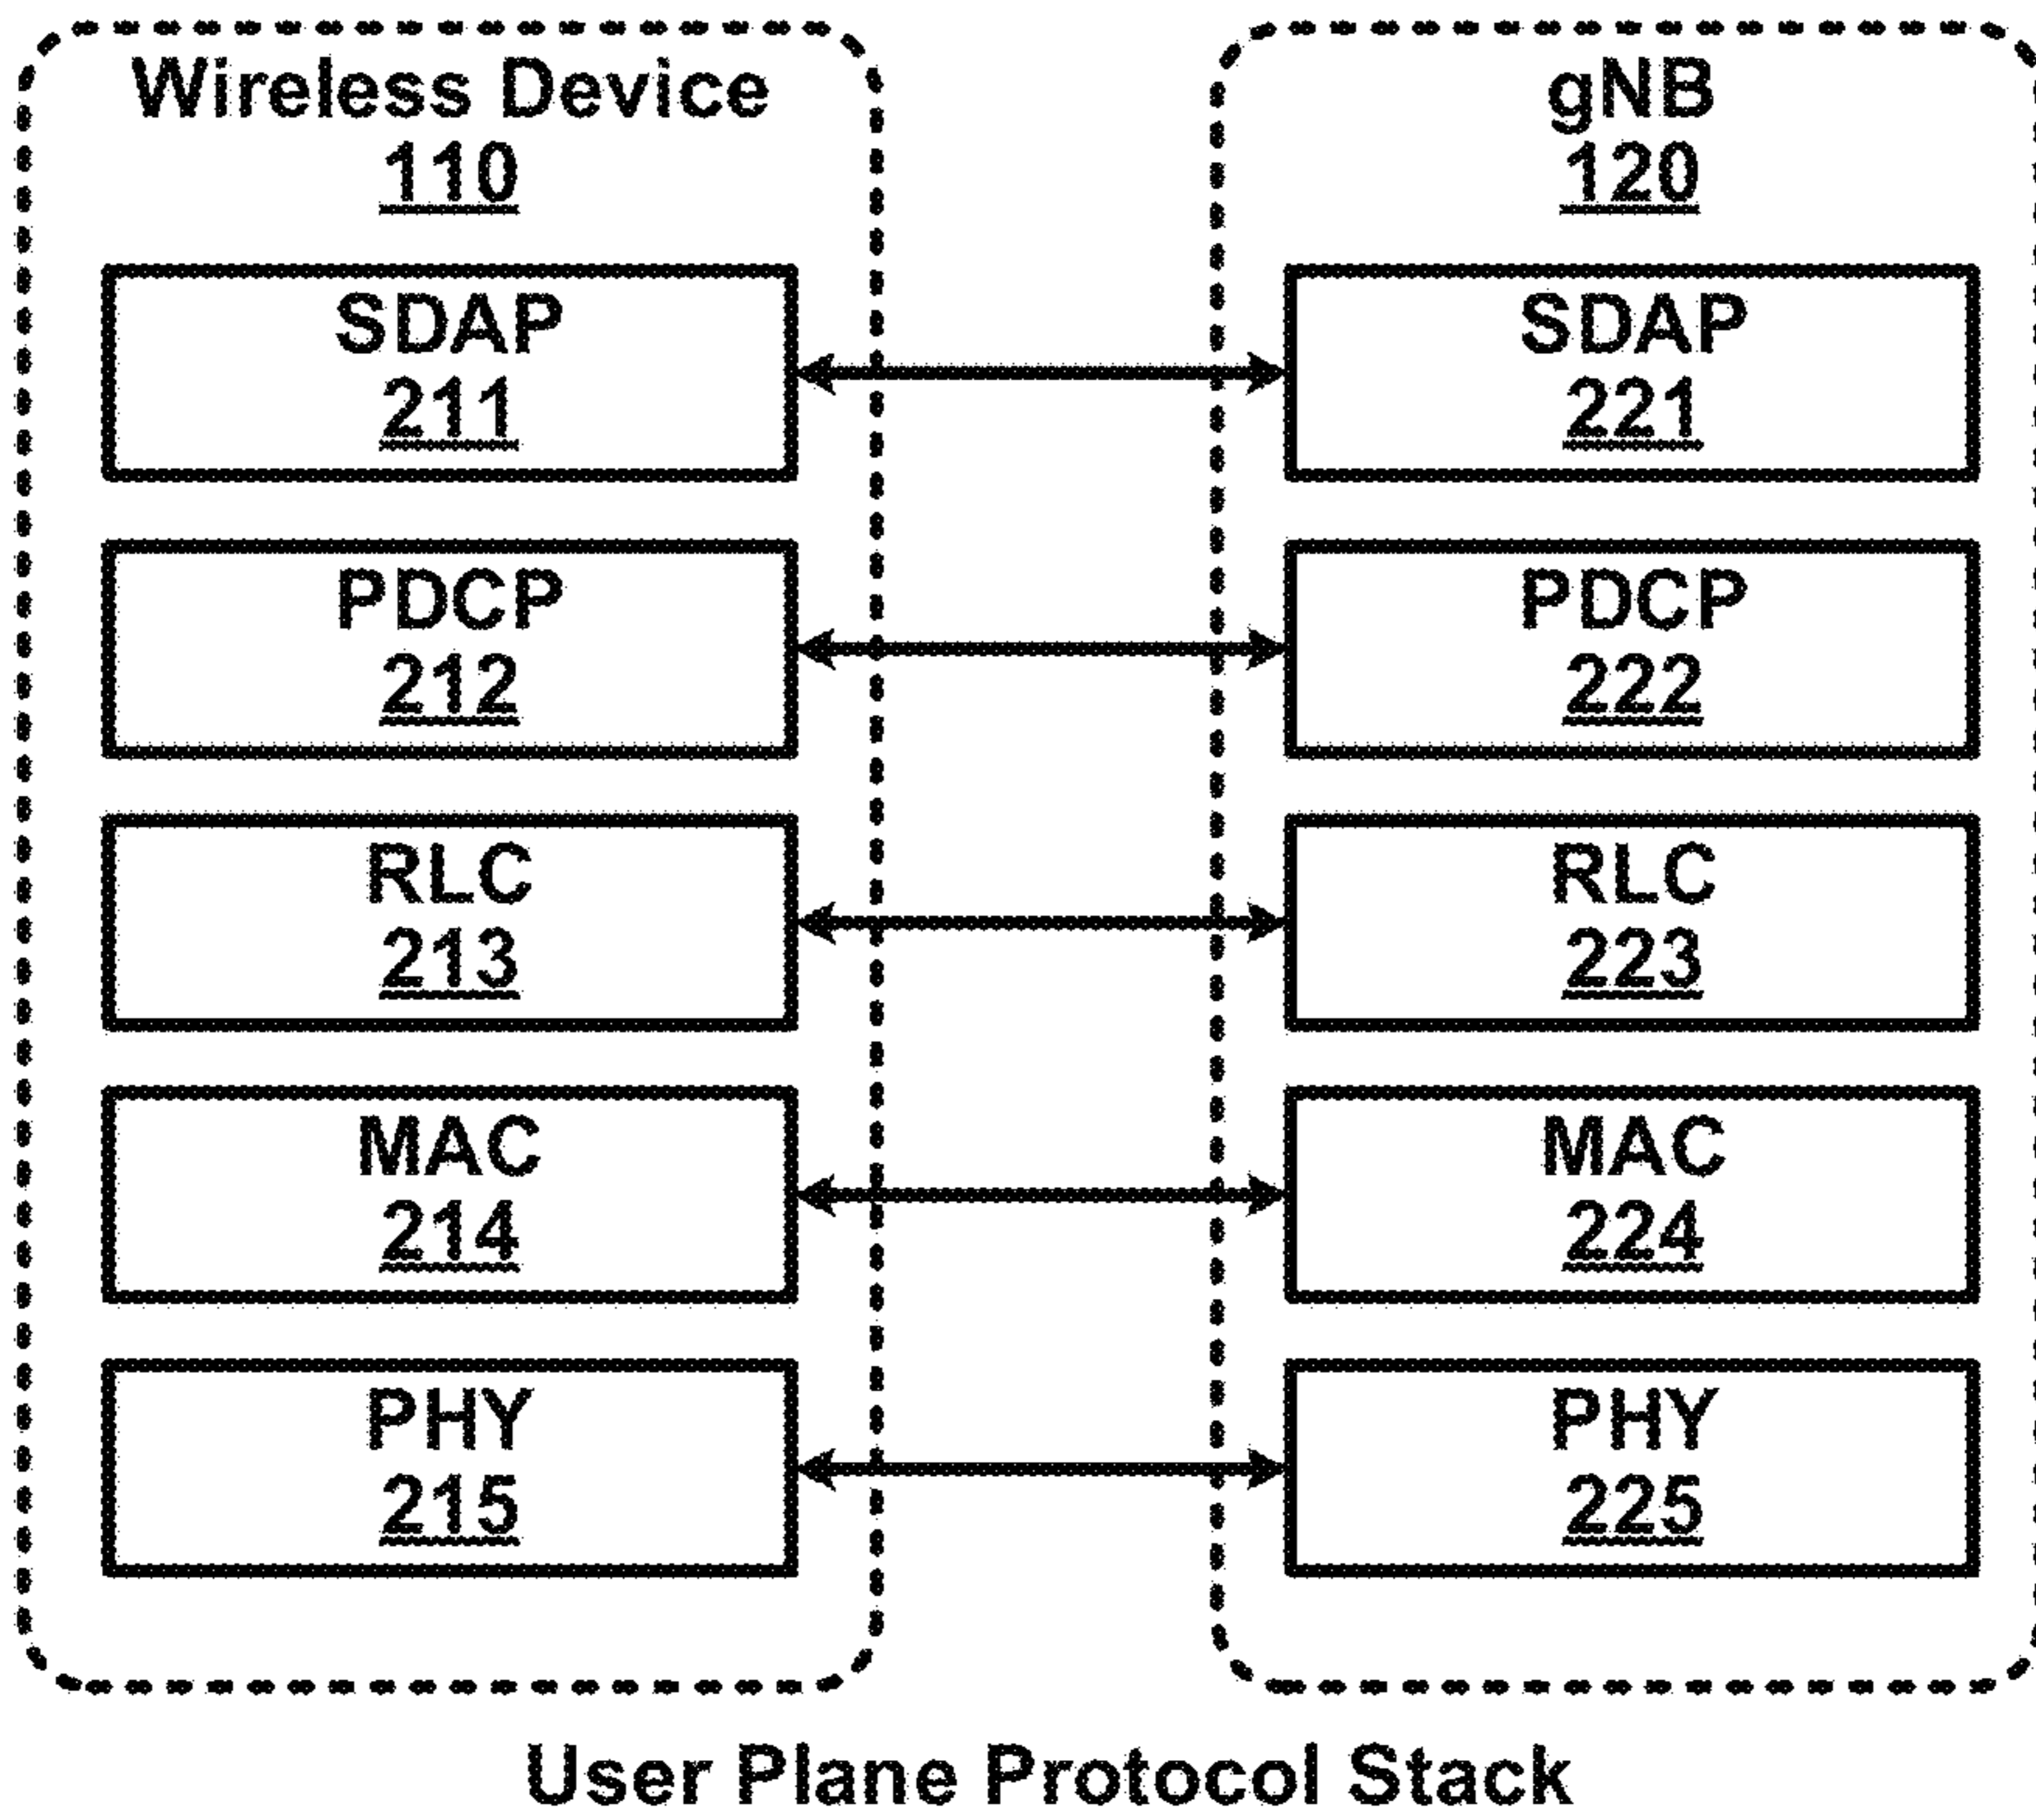 Wireless Device
110
SDAP
211
PDCP
212
RLC
213
MAC
214
PHY
215
gNB
120
SDAP
221
PDCP
222
RLC
223
MAC
224
PHY
225
User Plane Protocol Stack